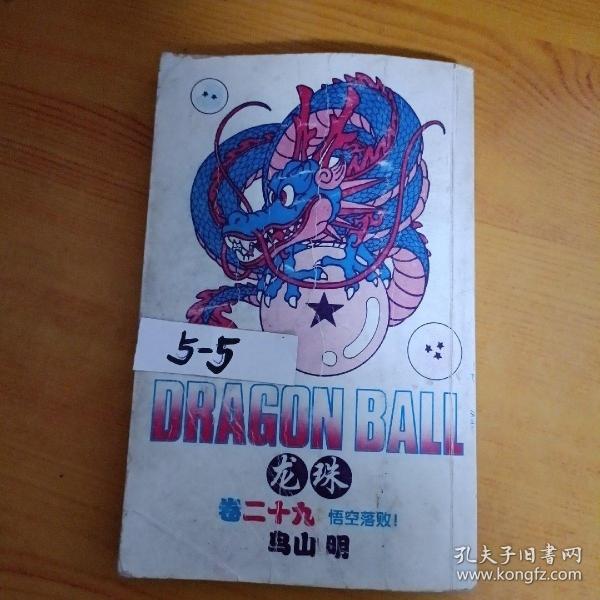 5-5
DRAGON BALL
龙珠
卷二十九 悟空落败!
鸟山 明
孔夫子旧书网
www.kongfz.com